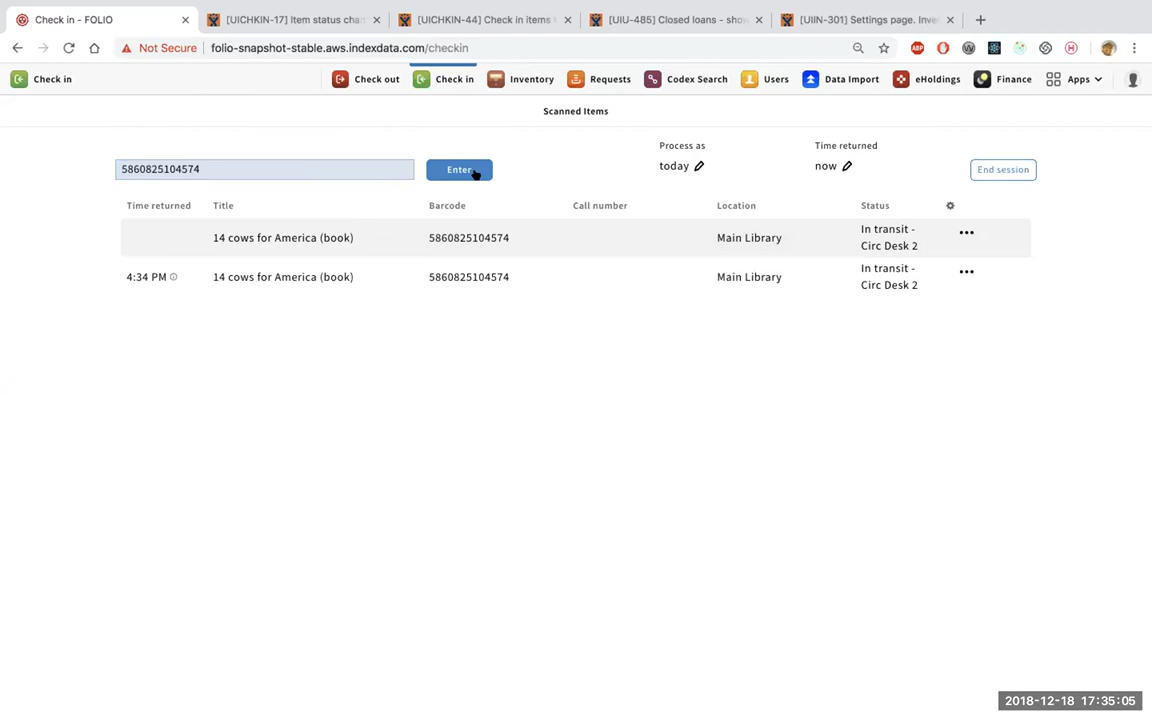 Check in - FOLIO
[UICHKIN-17] Item status cha
[UICHKIN-44] Check in items
[UIU-485] Closed loans - sho
[UIIN-301] Settings page. Inve
Not Secure
folio-snapshot-stable.aws.indexdata.com/checkin
ABP
Check in
Check out
Check in
Inventory
Requests
Codex Search
Users
Data Import
eHoldings
Finance
Apps
Scanned Items
Process as
Time returned
5860825104574
Enter
today
now
End session
Time returned Title Barcode Call number Location Status
14 cows for America (book) 5860825104574 Main Library In transit -
Circ Desk 2
•••
4:34 PM 14 cows for America (book) 5860825104574 Main Library In transit -
Circ Desk 2
•••
2018-12-18 17:35:05